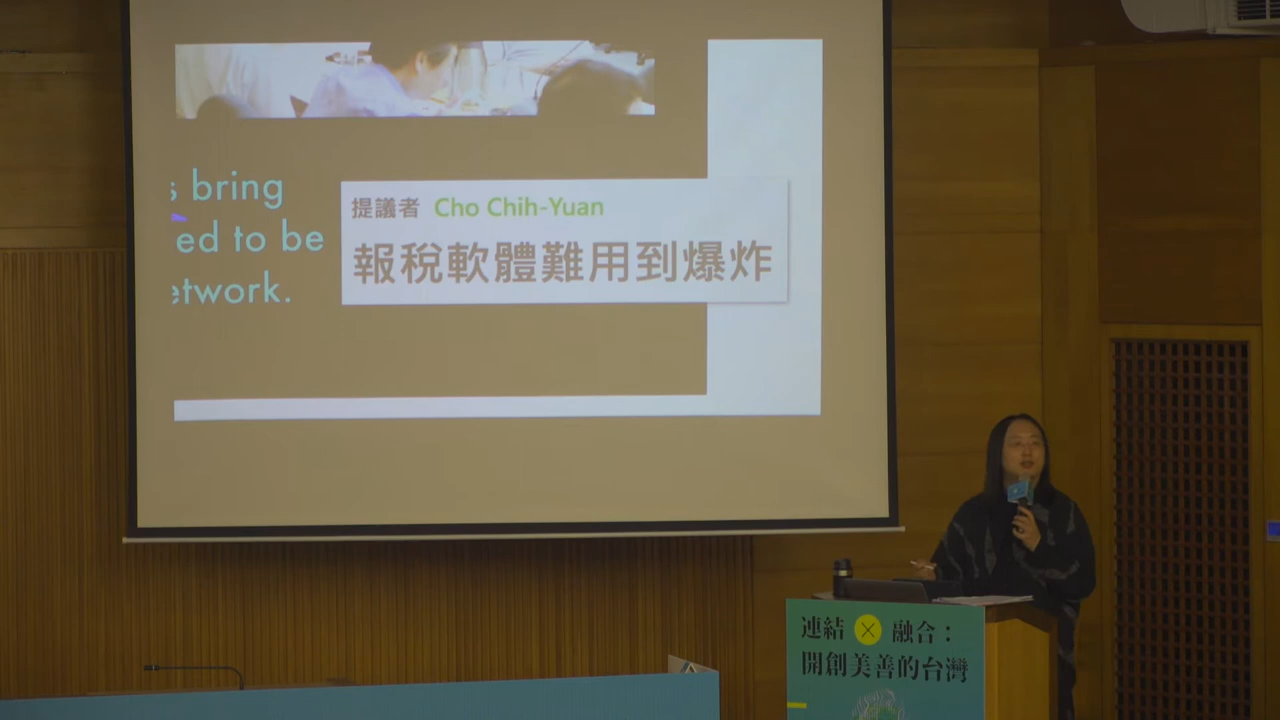 bring
ed to be
etwork.
提議者 Cho Chih-Yuan
報稅軟體難用到爆炸
連結 × 融合：
開創美善的台灣